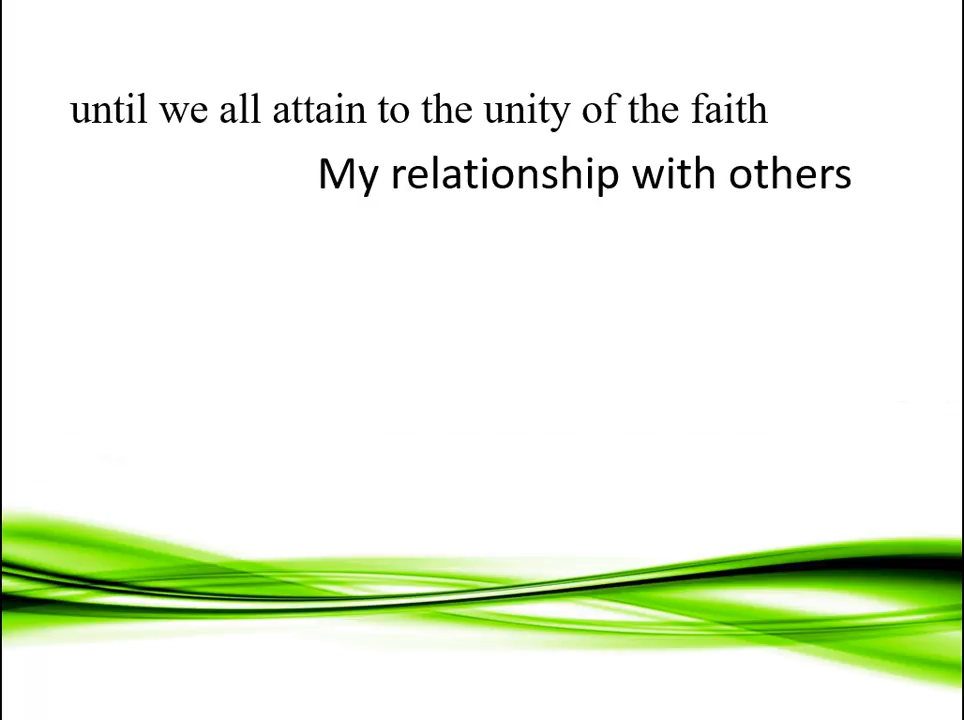 until we all attain to the unity of the faith
My relationship with others